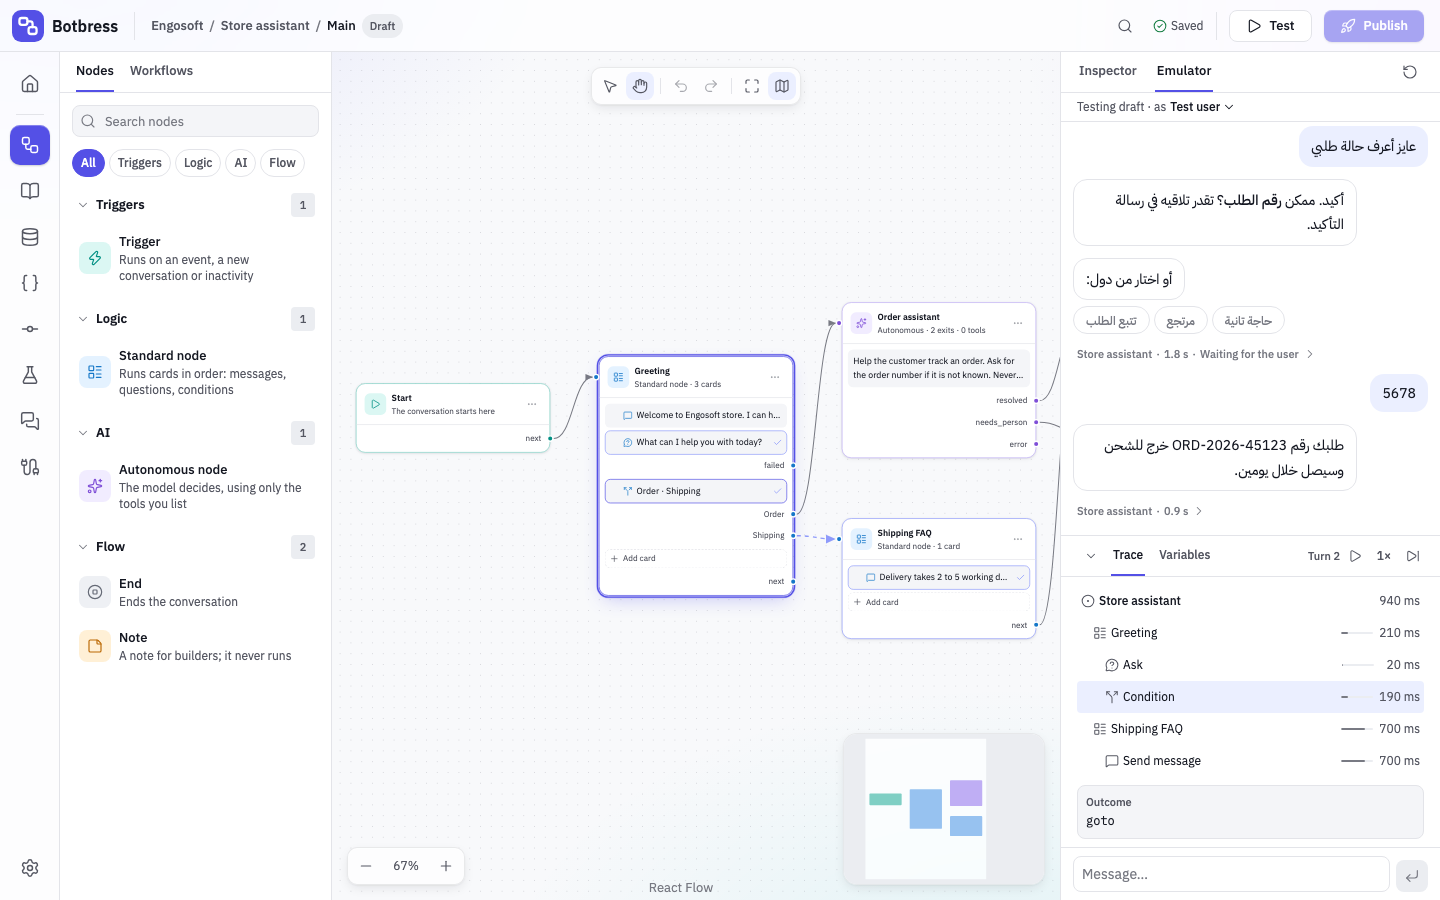 Botbress
Engosoft / Store assistant / Main
Draft
Saved
Test
Publish
Nodes
Workflows
Search nodes
All
Triggers
Logic
AI
Flow
Triggers
1
Trigger
Runs on an event, a new
conversation or inactivity
Logic
1
Standard node
Runs cards in order: messages,
questions, conditions
AI
1
Autonomous node
The model decides, using only the
tools you list
Flow
2
End
Ends the conversation
Note
A note for builders; it never runs
Start
The conversation starts here
next
Greeting
Standard node · 3 cards
Welcome to Engosoft store. I can h...
What can I help you with today?
failed
Order · Shipping
Order
Shipping
Add card
next
Order assistant
Autonomous · 2 exits · 0 tools
Help the customer track an order. Ask for
the order number if it is not known. Never...
resolved
needs_person
error
Shipping FAQ
Standard node · 1 card
Delivery takes 2 to 5 working d...
Add card
next
67%
React Flow
Inspector
Emulator
Testing draft · as Test user
عايز أعرف حالة طلبي
أكيد. ممكن رقم الطلب؟ تقدر تلاقيه في رسالة
التأكيد.
أو اختار من دول:
تتبع الطلب
مرتجع
حاجة تانية
Store assistant · 1.8 s · Waiting for the user
5678
طلبك رقم ORD-2026-45123 خرج للشحن
وسيصل خلال يومين.
Store assistant · 0.9 s
Trace
Variables
Turn 2
1×
Store assistant
940 ms
Greeting
210 ms
Ask
20 ms
Condition
190 ms
Shipping FAQ
700 ms
Send message
700 ms
Outcome
goto
Message...